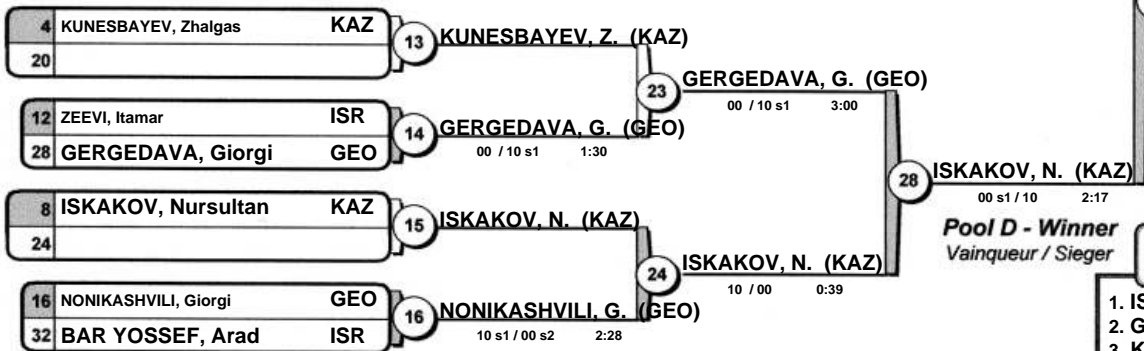 4 KUNESBAYEV, Zhalgas KAZ
20
13 KUNESBAYEV, Z. (KAZ)
12 ZEEVI, Itamar ISR
28 GERGEDAVA, Giorgi GEO
14 GERGEDAVA, G. (GEO)
00 / 10 s1 1:30
23 GERGEDAVA, G. (GEO)
00 / 10 s1 3:00
8 ISKAKOV, Nursultan KAZ
24
15 ISKAKOV, N. (KAZ)
16 NONIKASHVILI, Giorgi GEO
32 BAR YOSSEF, Arad ISR
16 NONIKASHVILI, G. (GEO)
10 s1 / 00 s2 2:28
24 ISKAKOV, N. (KAZ)
10 / 00 0:39
28 ISKAKOV, N. (KAZ)
00 s1 / 10 2:17
Pool D - Winner
Vainqueur / Sieger
1. IS
2. G
3. K